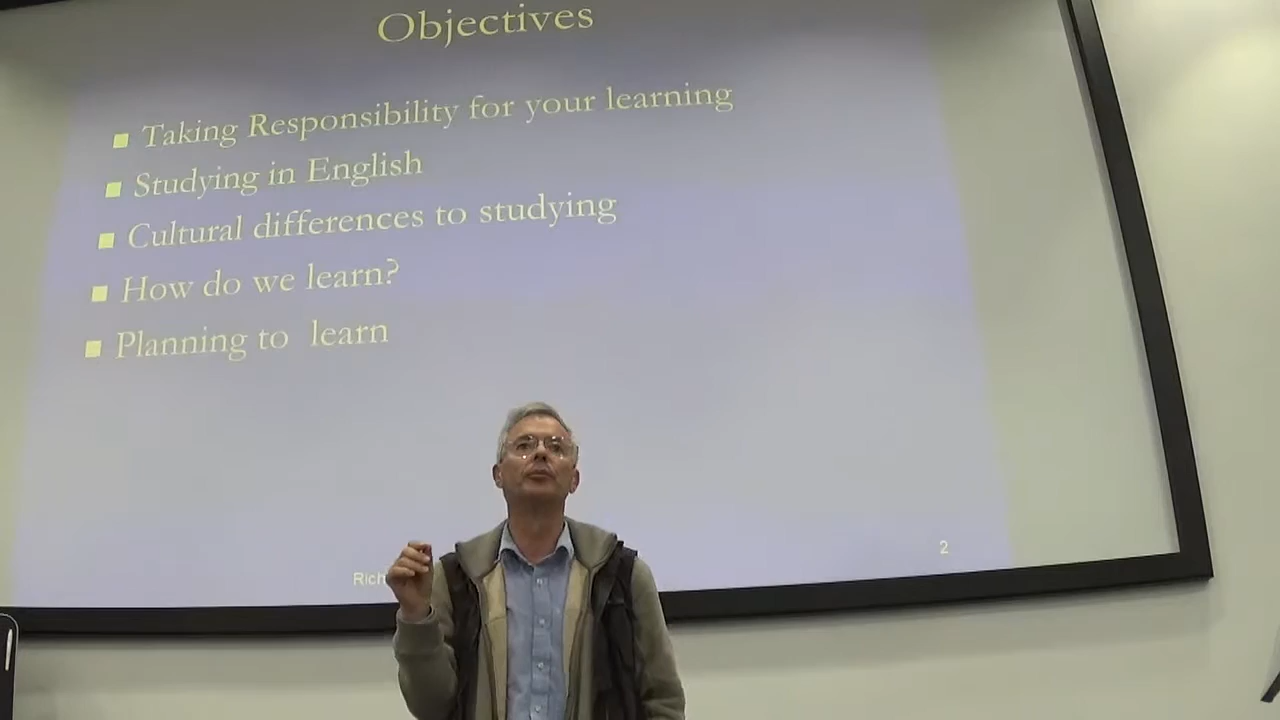 Objectives
Taking Responsibility for your learning
Studying in English
Cultural differences to studying
How do we learn?
Planning to learn
2